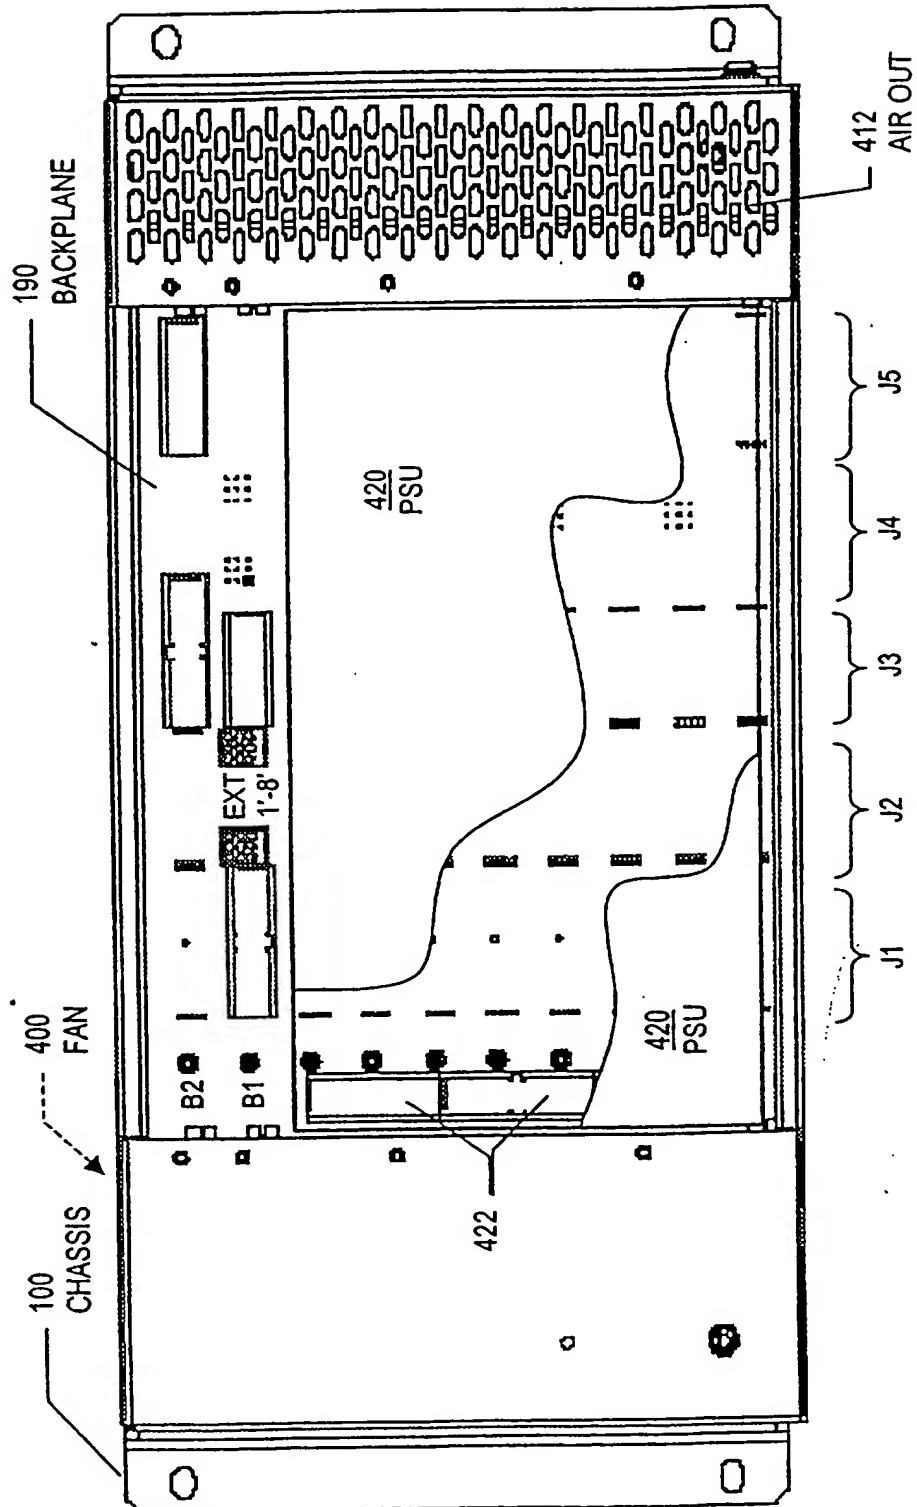 100
CHASSIS
400
FAN
190
BACKPLANE
B2
B1
EXT
1'-8'
420
PSU
420
PSU
422
412
AIR OUT
J1
J2
J3
J4
J5